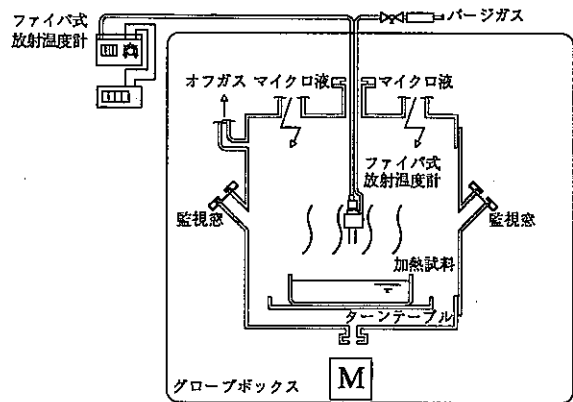 ファイバ式
放射温度計
パージガス
オフガス
マイクロ液
マイクロ液
ファイバ式
放射温度計
監視窓
監視窓
加熱試料
ターンテーブル
グローブボックス
M